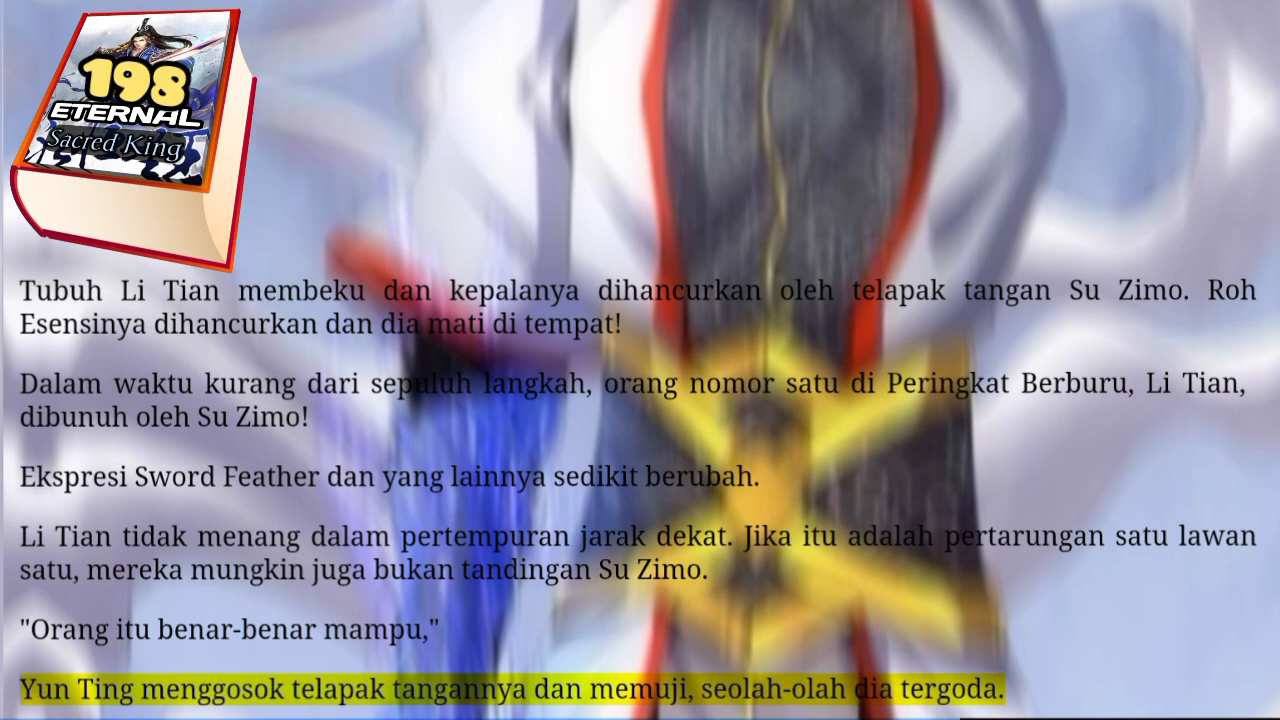 198
ETERNAL
Sacred King
Tubuh Li Tian membeku dan kepalanya dihancurkan oleh telapak tangan Su Zimo. Roh
Esensinya dihancurkan dan dia mati di tempat!
Dalam waktu kurang dari sepuluh langkah, orang nomor satu di Peringkat Berburu, Li Tian,
dibunuh oleh Su Zimo!
Ekspresi Sword Feather dan yang lainnya sedikit berubah.
Li Tian tidak menang dalam pertempuran jarak dekat. Jika itu adalah pertarungan satu lawan
satu, mereka mungkin juga bukan tandingan Su Zimo.
"Orang itu benar-benar mampu,"
Yun Ting menggosok telapak tangannya dan memuji, seolah-olah dia tergoda.